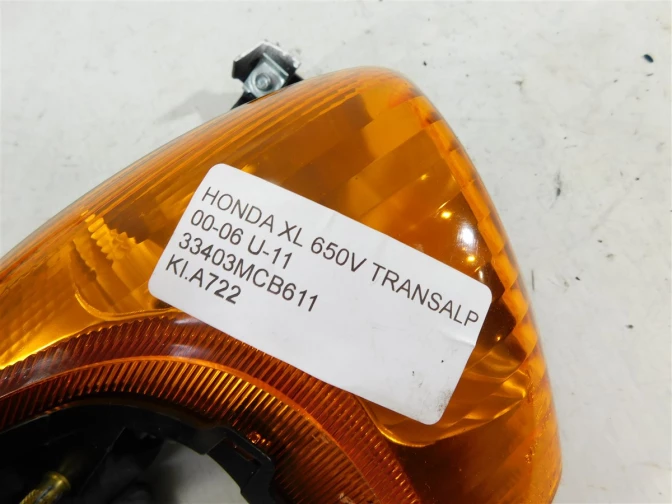 HONDA XL 650V TRANSALP
00-06 U-11
33403MCB611
KI.A722